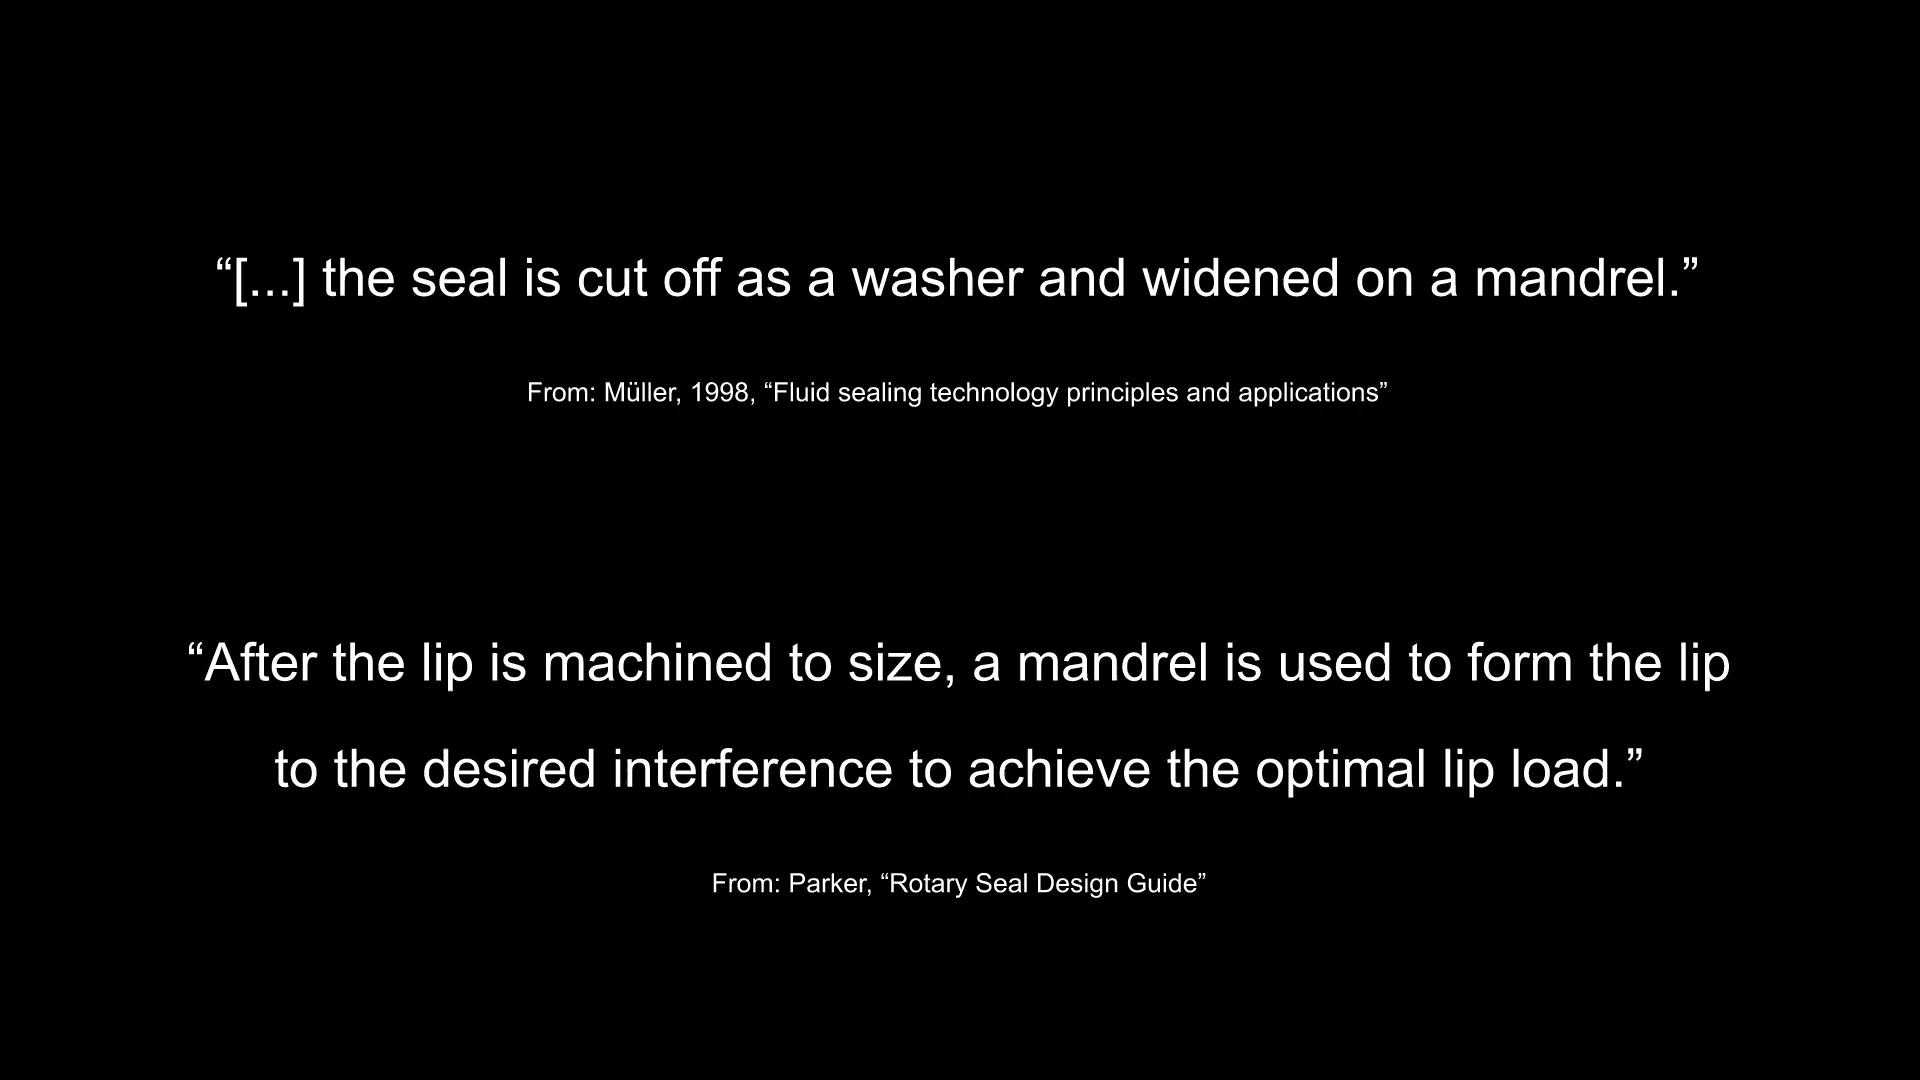 “[...] the seal is cut off as a washer and widened on a mandrel.”
From: Müller, 1998, “Fluid sealing technology principles and applications”
“After the lip is machined to size, a mandrel is used to form the lip
to the desired interference to achieve the optimal lip load.”
From: Parker, “Rotary Seal Design Guide”